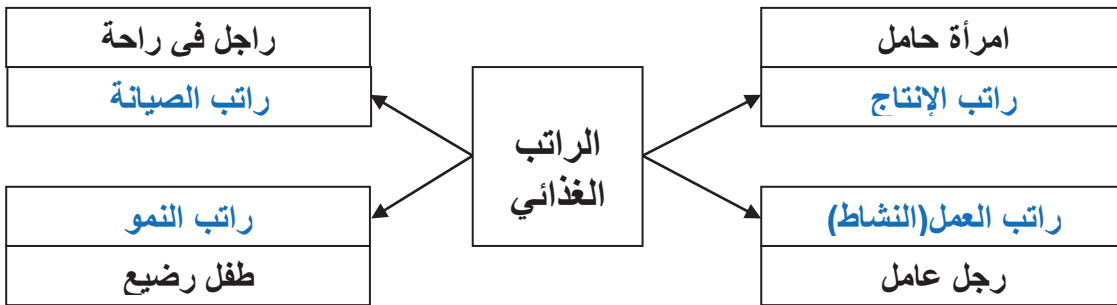 امرأة حامل
راتب الإنتاج
راجل فى راحة
راتب الصيانة
الراتب
الغذائي
راتب العمل(النشاط)
رجل عامل
راتب النمو
طفل رضيع